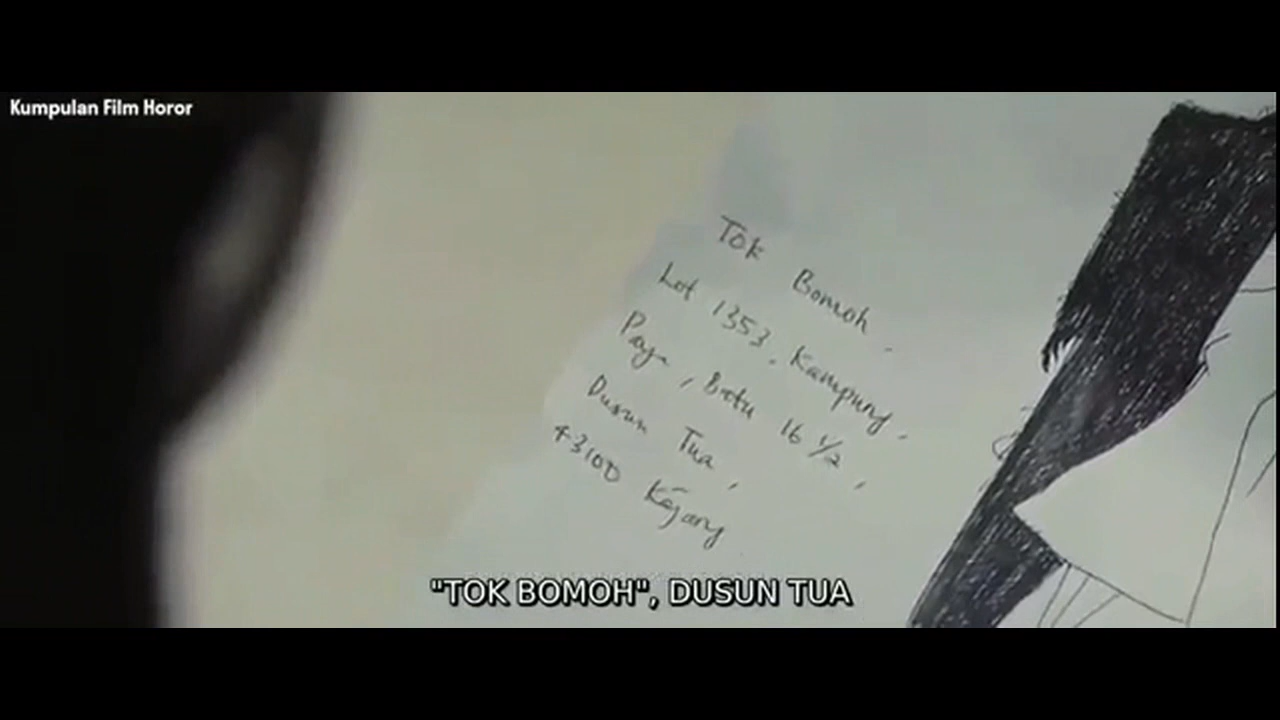 Kumpulan Film Horor
Tok Bomoh,
Lot 1353, Kampung,
Paya, Batu 16 1/2,
Dusun Tua,
43100 Kajang
"TOK BOMOH", DUSUN TUA